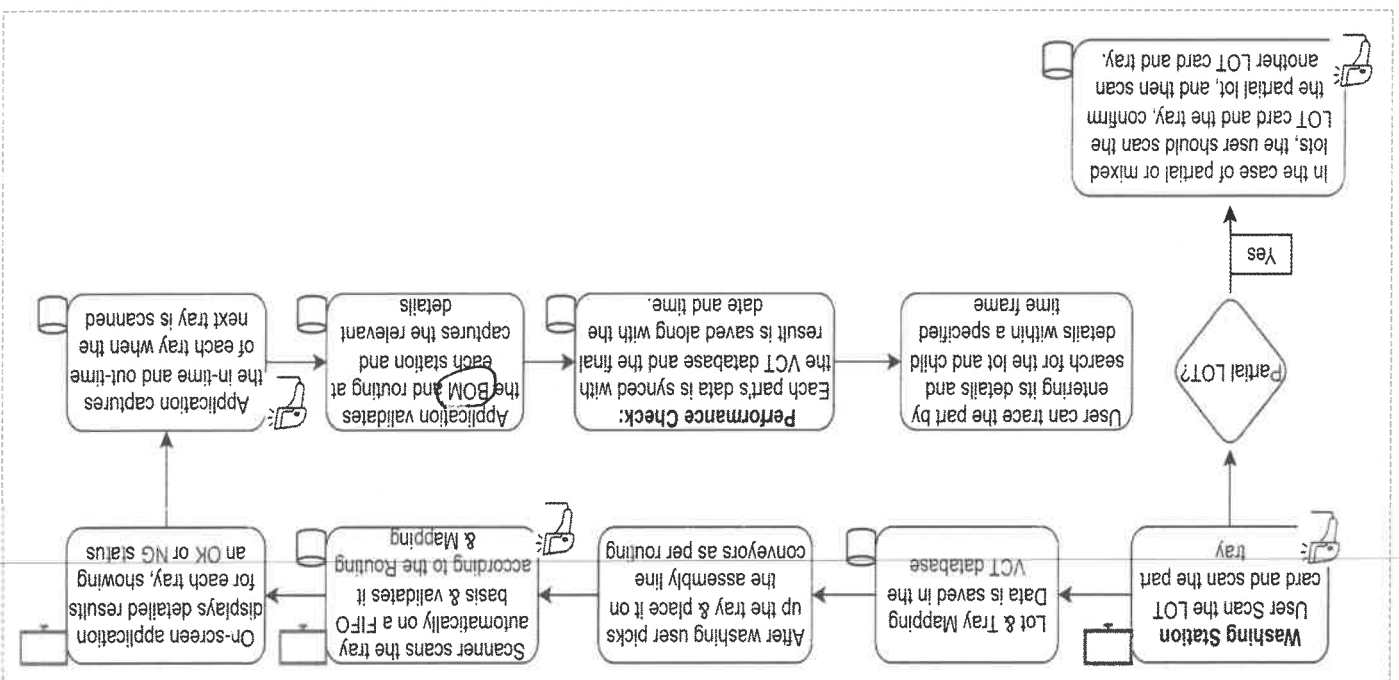 Washing Station
User Scan the LOT
card and scan the part
tray
Lot & Tray Mapping
Data is saved in the
VCT database
After washing user picks
up the tray & place it on
the assembly line
conveyors as per routing
Scanner scans the tray
automatically on a FIFO
basis & validates it
according to the Routing
& Mapping
On-screen application
displays detailed results
for each tray, showing
an OK or NG status
Partial LOT?
Yes
In the case of partial or mixed
lots, the user should scan the
LOT card and the tray, confirm
the partial lot, and then scan
another LOT card and tray.
Application captures
the in-time and out-time
of each tray when the
next tray is scanned
Application validates
the BOM and routing at
each station and
captures the relevant
details
Performance Check:
Each part's data is synced with
the VCT database and the final
result is saved along with the
date and time.
User can trace the part by
entering its details and
search for the lot and child
details within a specified
time frame